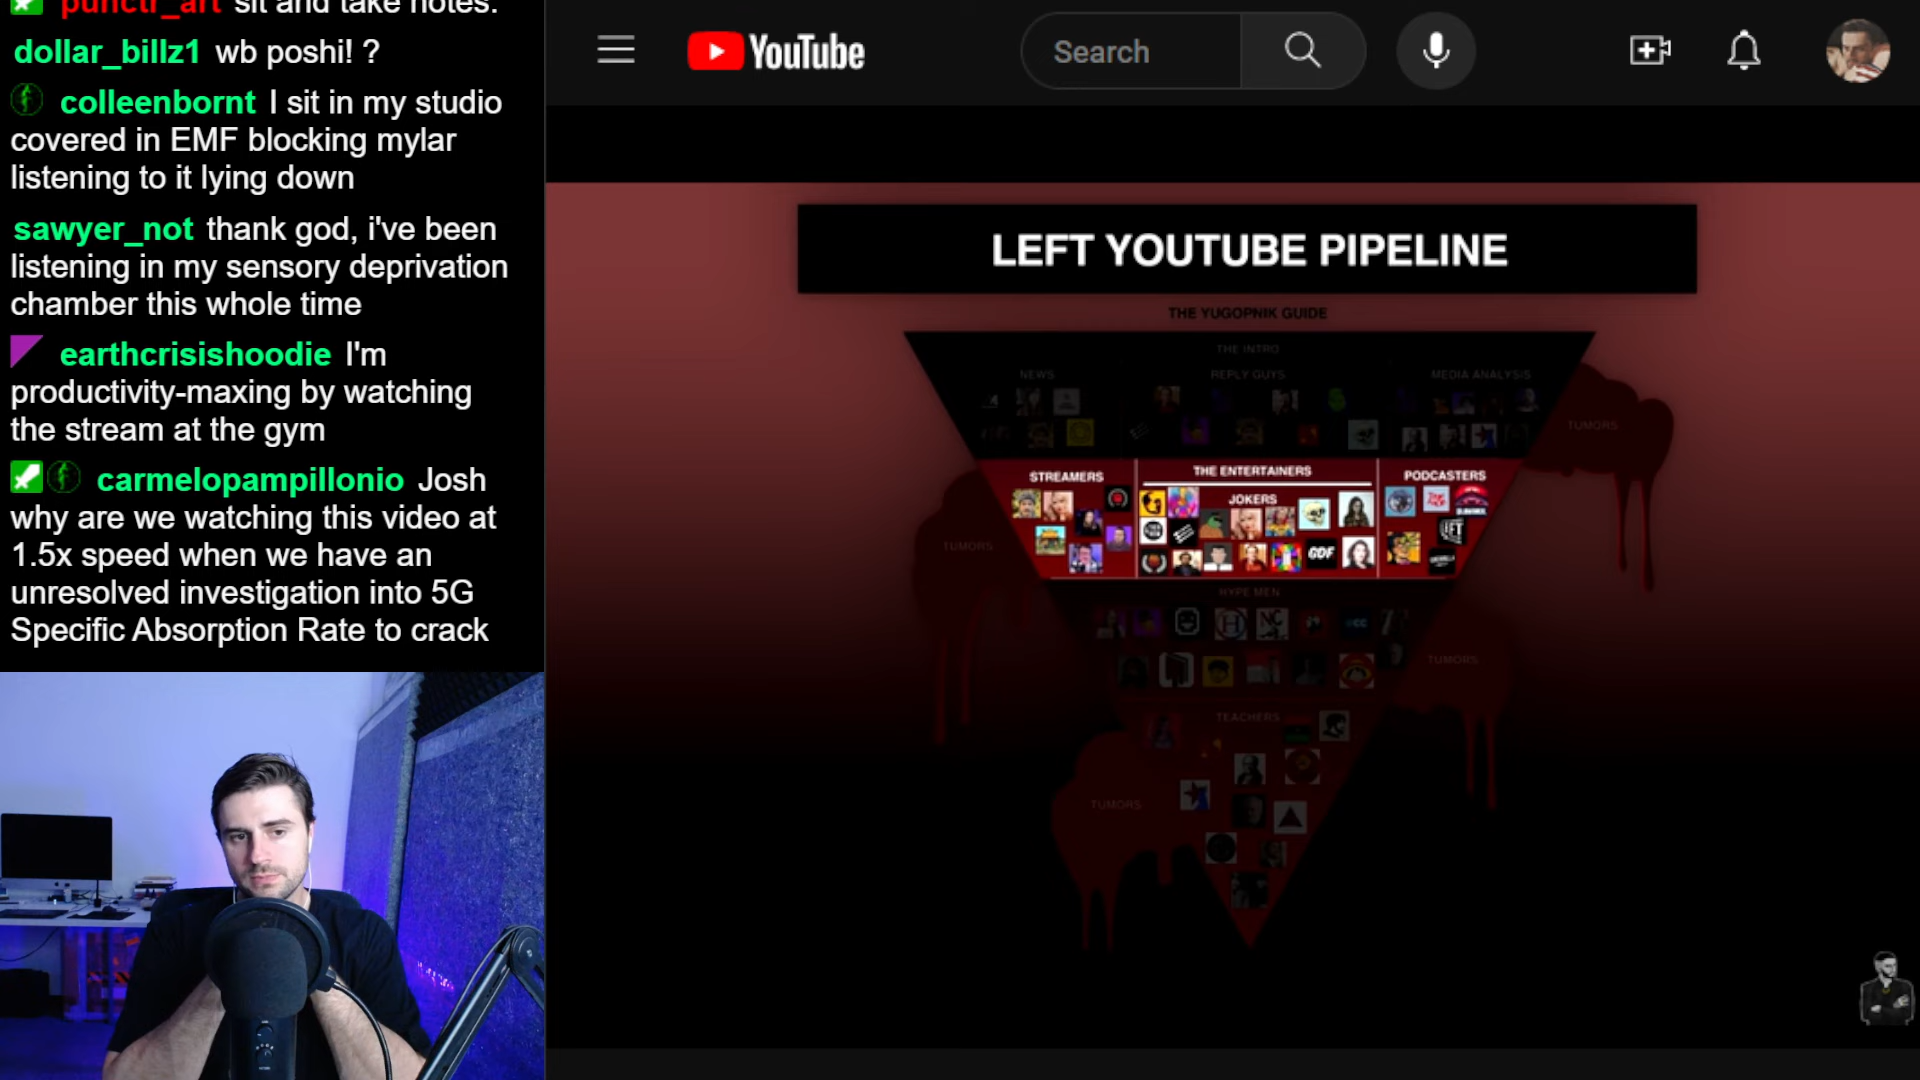 punctr_art sit and take notes.
dollar_billz1 wb poshi! ?
colleenbornt I sit in my studio
covered in EMF blocking mylar
listening to it lying down
sawyer_not thank god, i've been
listening in my sensory deprivation
chamber this whole time
earthcrisishoodie I'm
productivity-maxing by watching
the stream at the gym
carmelopampillonio Josh
why are we watching this video at
1.5x speed when we have an
unresolved investigation into 5G
Specific Absorption Rate to crack
YouTube
Search
LEFT YOUTUBE PIPELINE
THE YUGOPNIK GUIDE
THE INTRO
NEWS
REPLY GUYS
MEDIA ANALYSIS
TUMORS
STREAMERS
THE ENTERTAINERS
PODCASTERS
JOKERS
GDF
LEFT
TUMORS
HYPE MEN
NC
TUMORS
TEACHERS
TUMORS